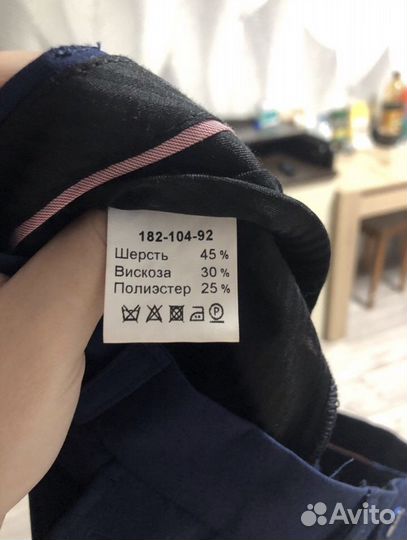 182-104-92
Шерсть 45 %
Вискоза 30 %
Полиэстер 25 %
P
Avito